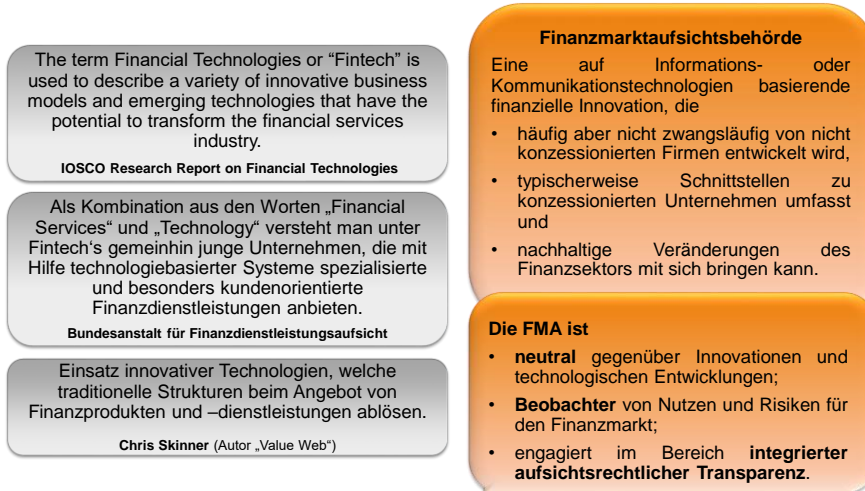 The term Financial Technologies or “Fintech” is
used to describe a variety of innovative business
models and emerging technologies that have the
potential to transform the financial services
industry.
IOSCO Research Report on Financial Technologies
Als Kombination aus den Worten „Financial
Services“ und „Technology“ versteht man unter
Fintech‘s gemeinhin junge Unternehmen, die mit
Hilfe technologiebasierter Systeme spezialisierte
und besonders kundenorientierte
Finanzdienstleistungen anbieten.
Bundesanstalt für Finanzdienstleistungsaufsicht
Einsatz innovativer Technologien, welche
traditionelle Strukturen beim Angebot von
Finanzprodukten und –dienstleistungen ablösen.
Chris Skinner (Autor „Value Web“)
Finanzmarktaufsichtsbehörde
Eine auf Informations- oder
Kommunikationstechnologien basierende
finanzielle Innovation, die
• häufig aber nicht zwangsläufig von nicht
konzessionierten Firmen entwickelt wird,
• typischerweise Schnittstellen zu
konzessionierten Unternehmen umfasst
und
• nachhaltige Veränderungen des
Finanzsektors mit sich bringen kann.
Die FMA ist
• neutral gegenüber Innovationen und
technologischen Entwicklungen;
• Beobachter von Nutzen und Risiken für
den Finanzmarkt;
• engagiert im Bereich integrierter
aufsichtsrechtlicher Transparenz.